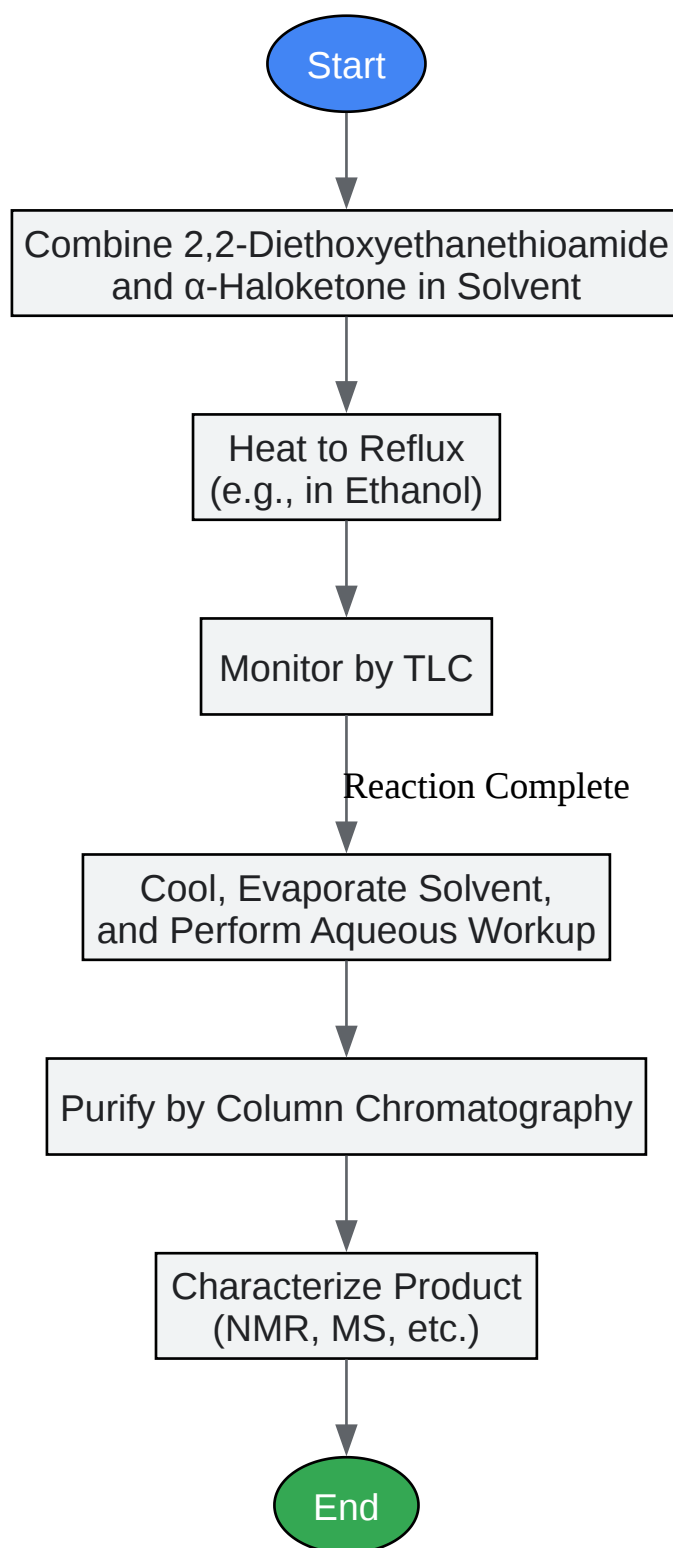 Start
Combine 2,2-Diethoxyethanethioamide
and α-Haloketone in Solvent
Heat to Reflux
(e.g., in Ethanol)
Monitor by TLC
Reaction Complete
Cool, Evaporate Solvent,
and Perform Aqueous Workup
Purify by Column Chromatography
Characterize Product
(NMR, MS, etc.)
End